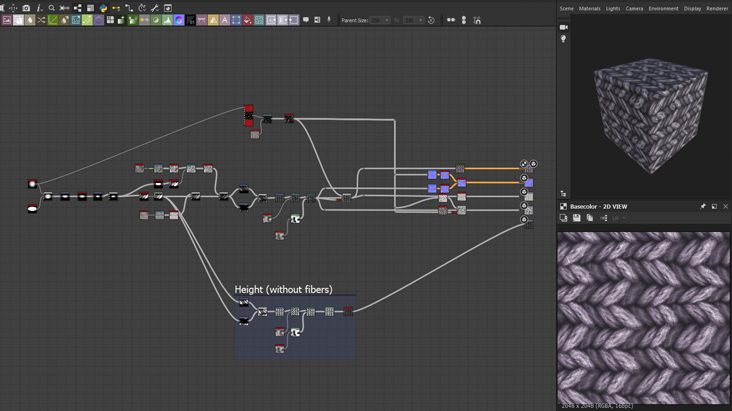 Scene Materials Lights Camera Environment Display Renderer
Parent Size:
Height (without fibers)
Basecolor - 2D VIEW
2048 x 2048 (RGBA, 16bpc)